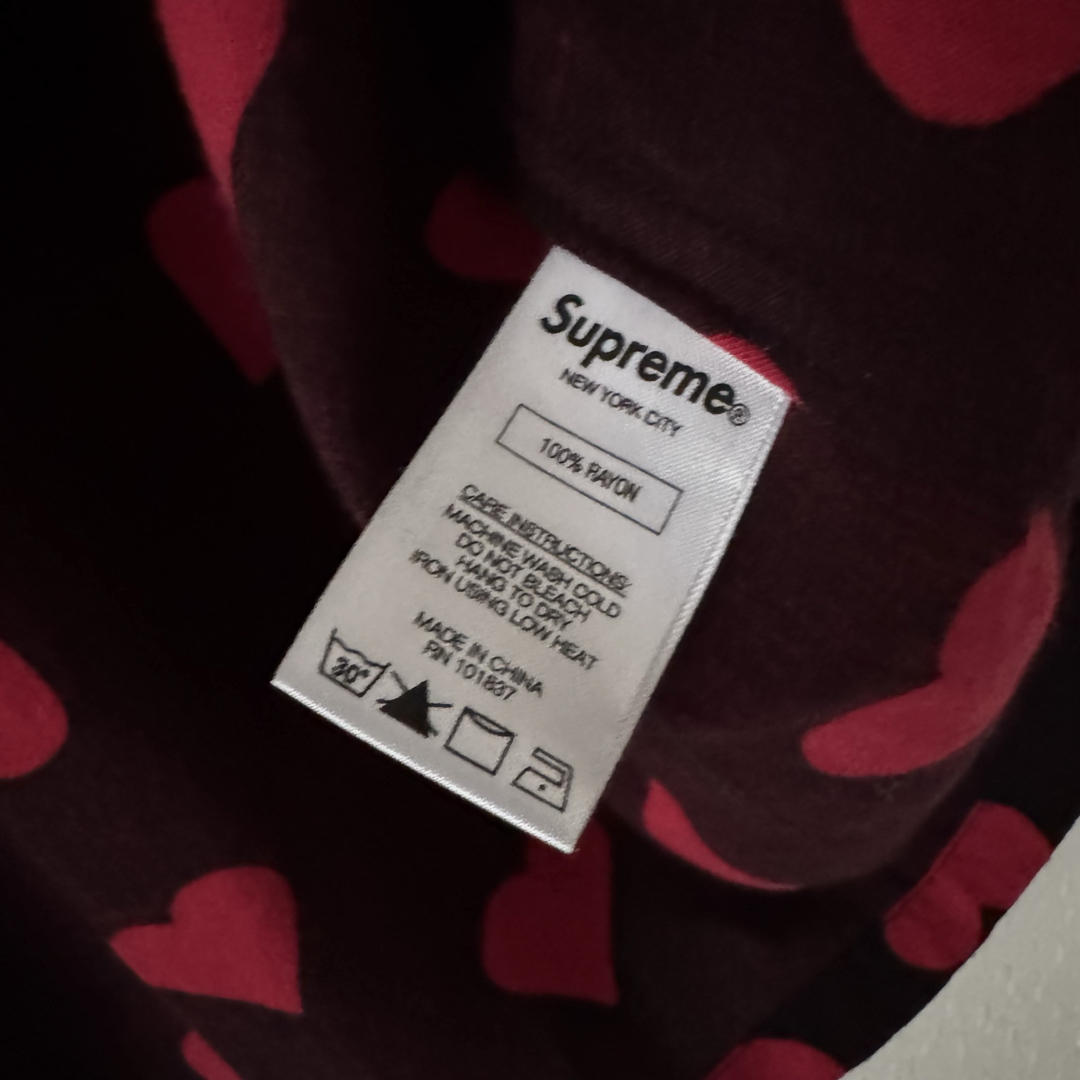 Supreme®
NEW YORK CITY
100% RAYON
CARE INSTRUCTIONS:
MACHINE WASH COLD
DO NOT BLEACH
HANG TO DRY
IRON USING LOW HEAT
MADE IN CHINA
RN 101837
30°